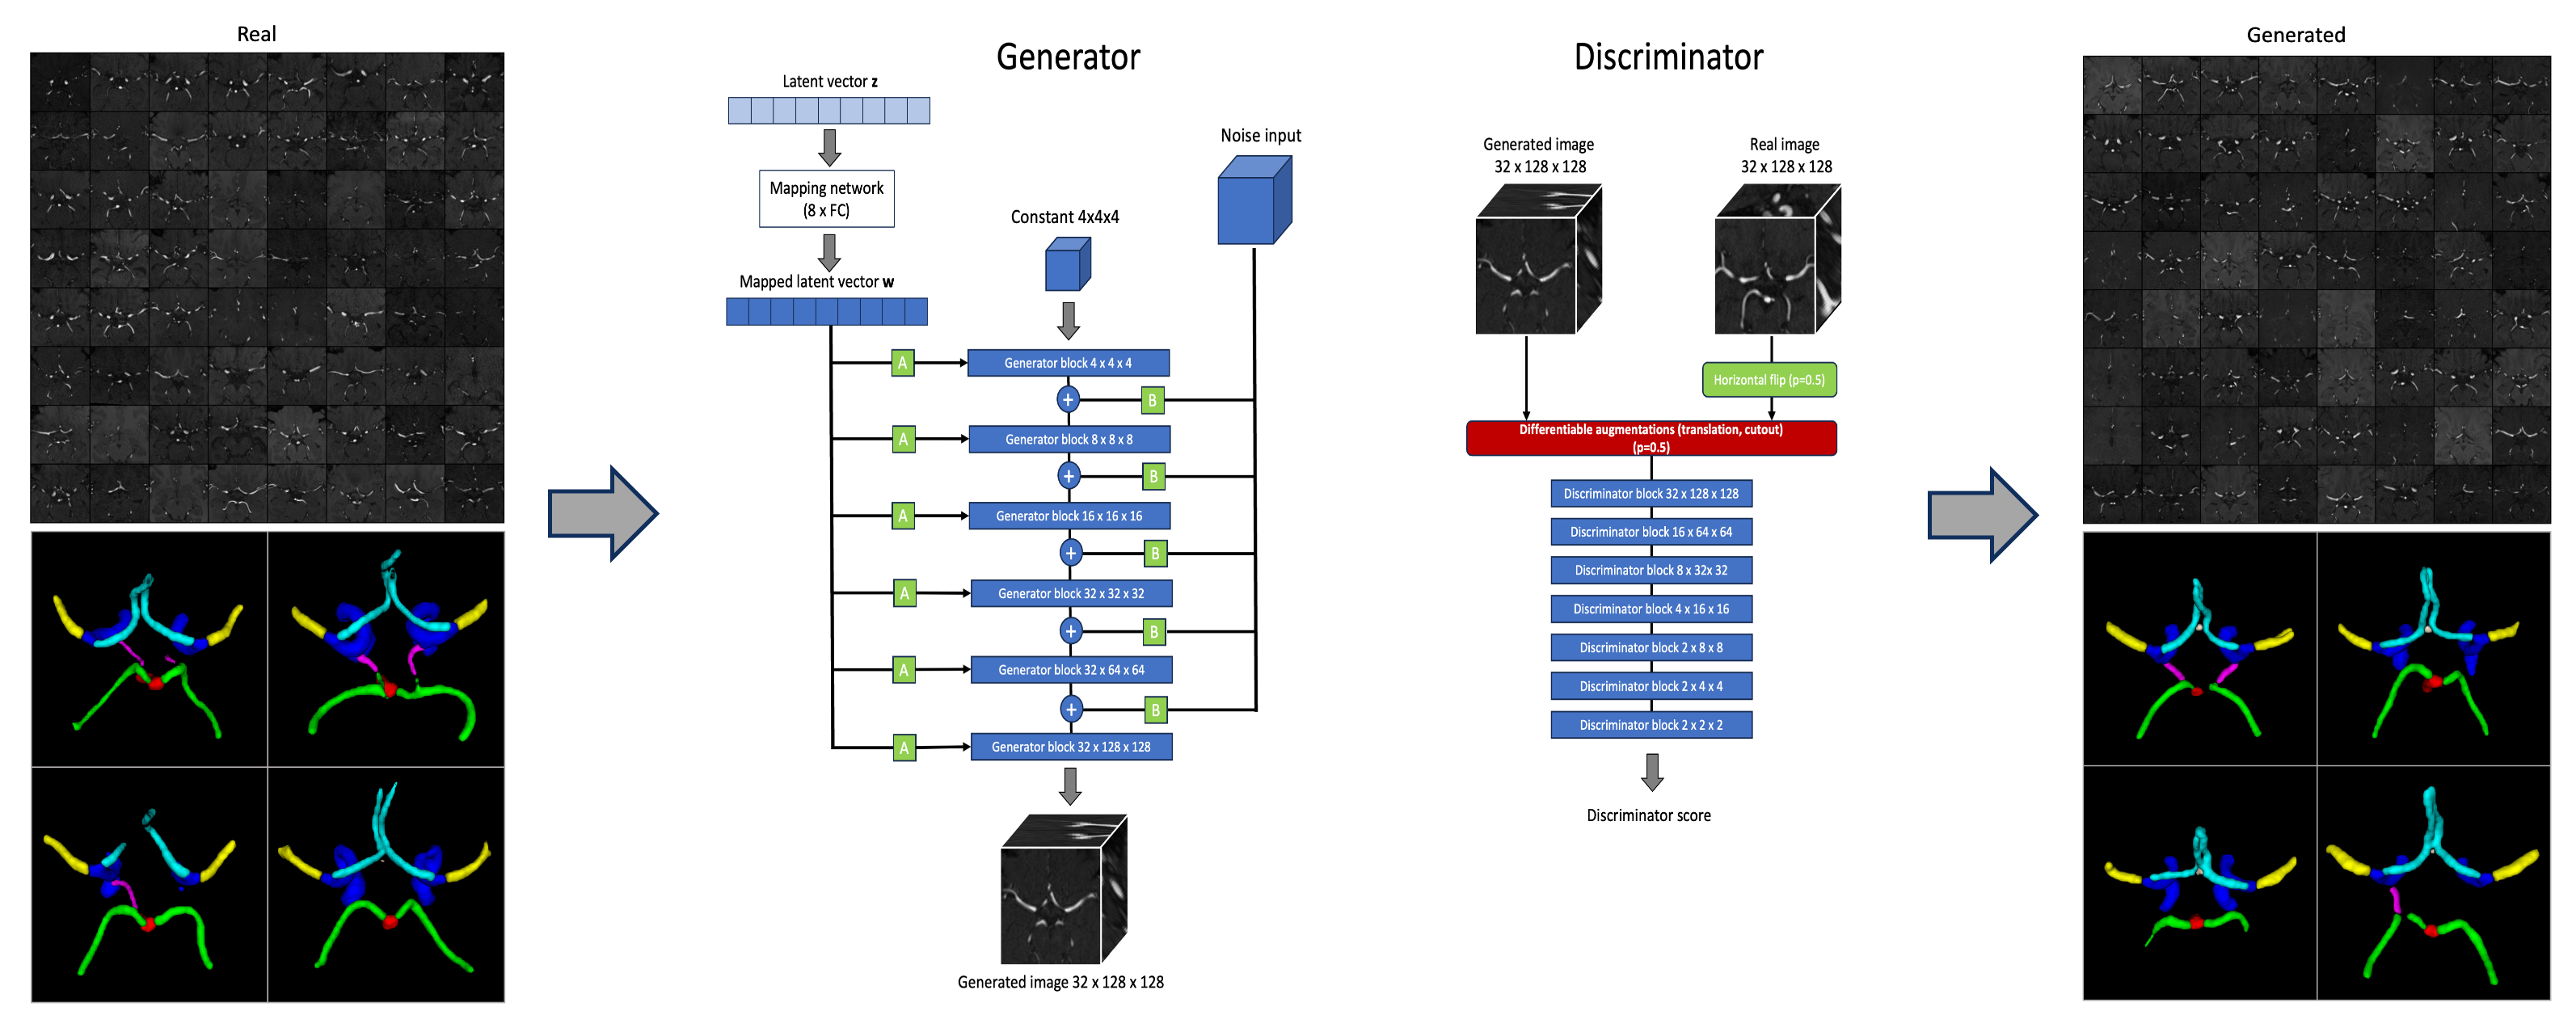 Real
Generator
Latent vector z
Mapping network
(8 x FC)
Mapped latent vector w
Constant 4x4x4
Noise input
A
Generator block 4 x 4 x 4
+
B
A
Generator block 8 x 8 x 8
+
B
A
Generator block 16 x 16 x 16
+
B
A
Generator block 32 x 32 x 32
+
B
A
Generator block 32 x 64 x 64
+
B
A
Generator block 32 x 128 x 128
Generated image 32 x 128 x 128
Discriminator
Generated image
32 x 128 x 128
Real image
32 x 128 x 128
Horizontal flip (p=0.5)
Differentiable augmentations (translation, cutout)
(p=0.5)
Discriminator block 32 x 128 x 128
Discriminator block 16 x 64 x 64
Discriminator block 8 x 32x 32
Discriminator block 4 x 16 x 16
Discriminator block 2 x 8 x 8
Discriminator block 2 x 4 x 4
Discriminator block 2 x 2 x 2
Discriminator score
Generated